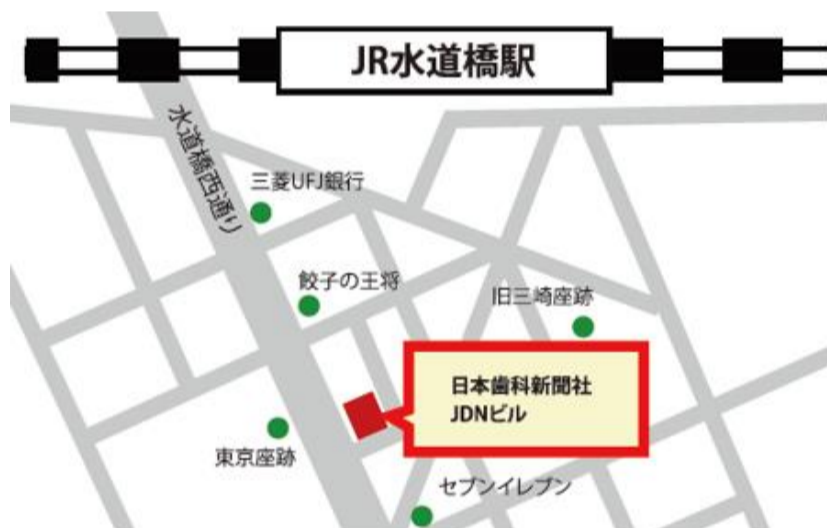 JR水道橋駅
水道橋西通り
三菱UFJ銀行
餃子の王将
旧三崎座跡
日本歯科新聞社
JDNビル
東京座跡
セブンイレブン